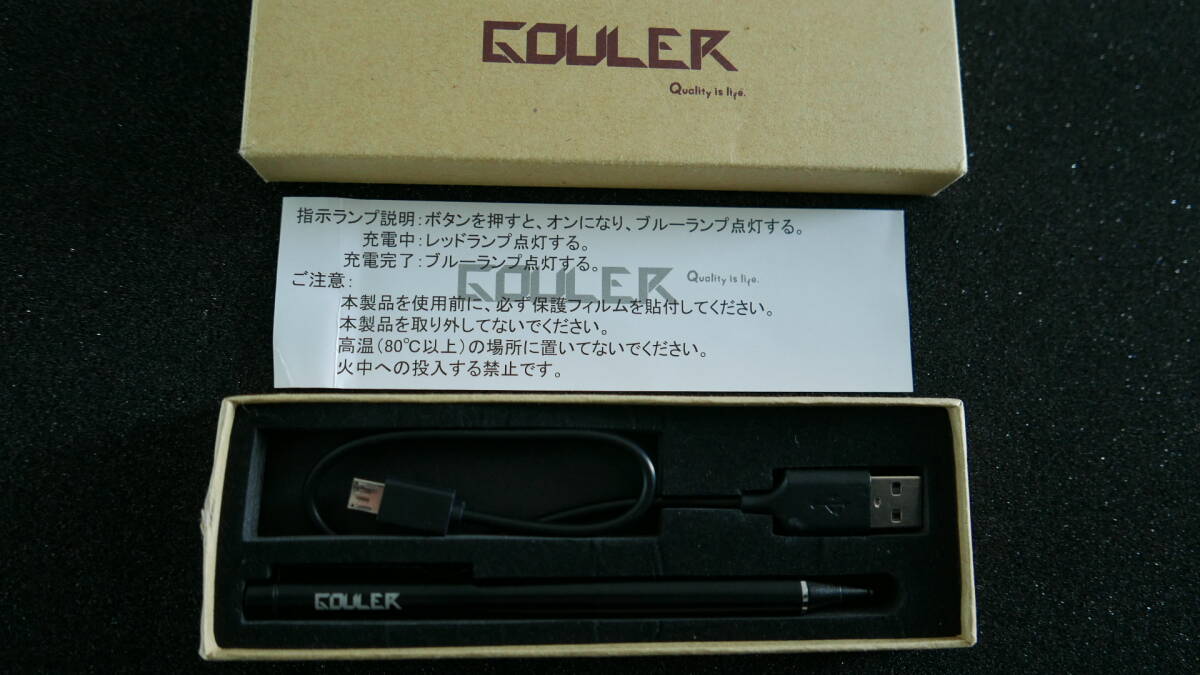 GOULER
Quality is life.
指示ランプ説明:ボタンを押すと、オンになり、ブルーランプ点灯する。
充電中:レッドランプ点灯する。
充電完了:ブルーランプ点灯する。
GOULER Quality is life.
ご注意:
本製品を使用前に、必ず保護フィルムを貼付してください。
本製品を取り外してないでください。
高温(80℃以上)の場所に置いてないでください。
火中への投入する禁止です。
GOULER